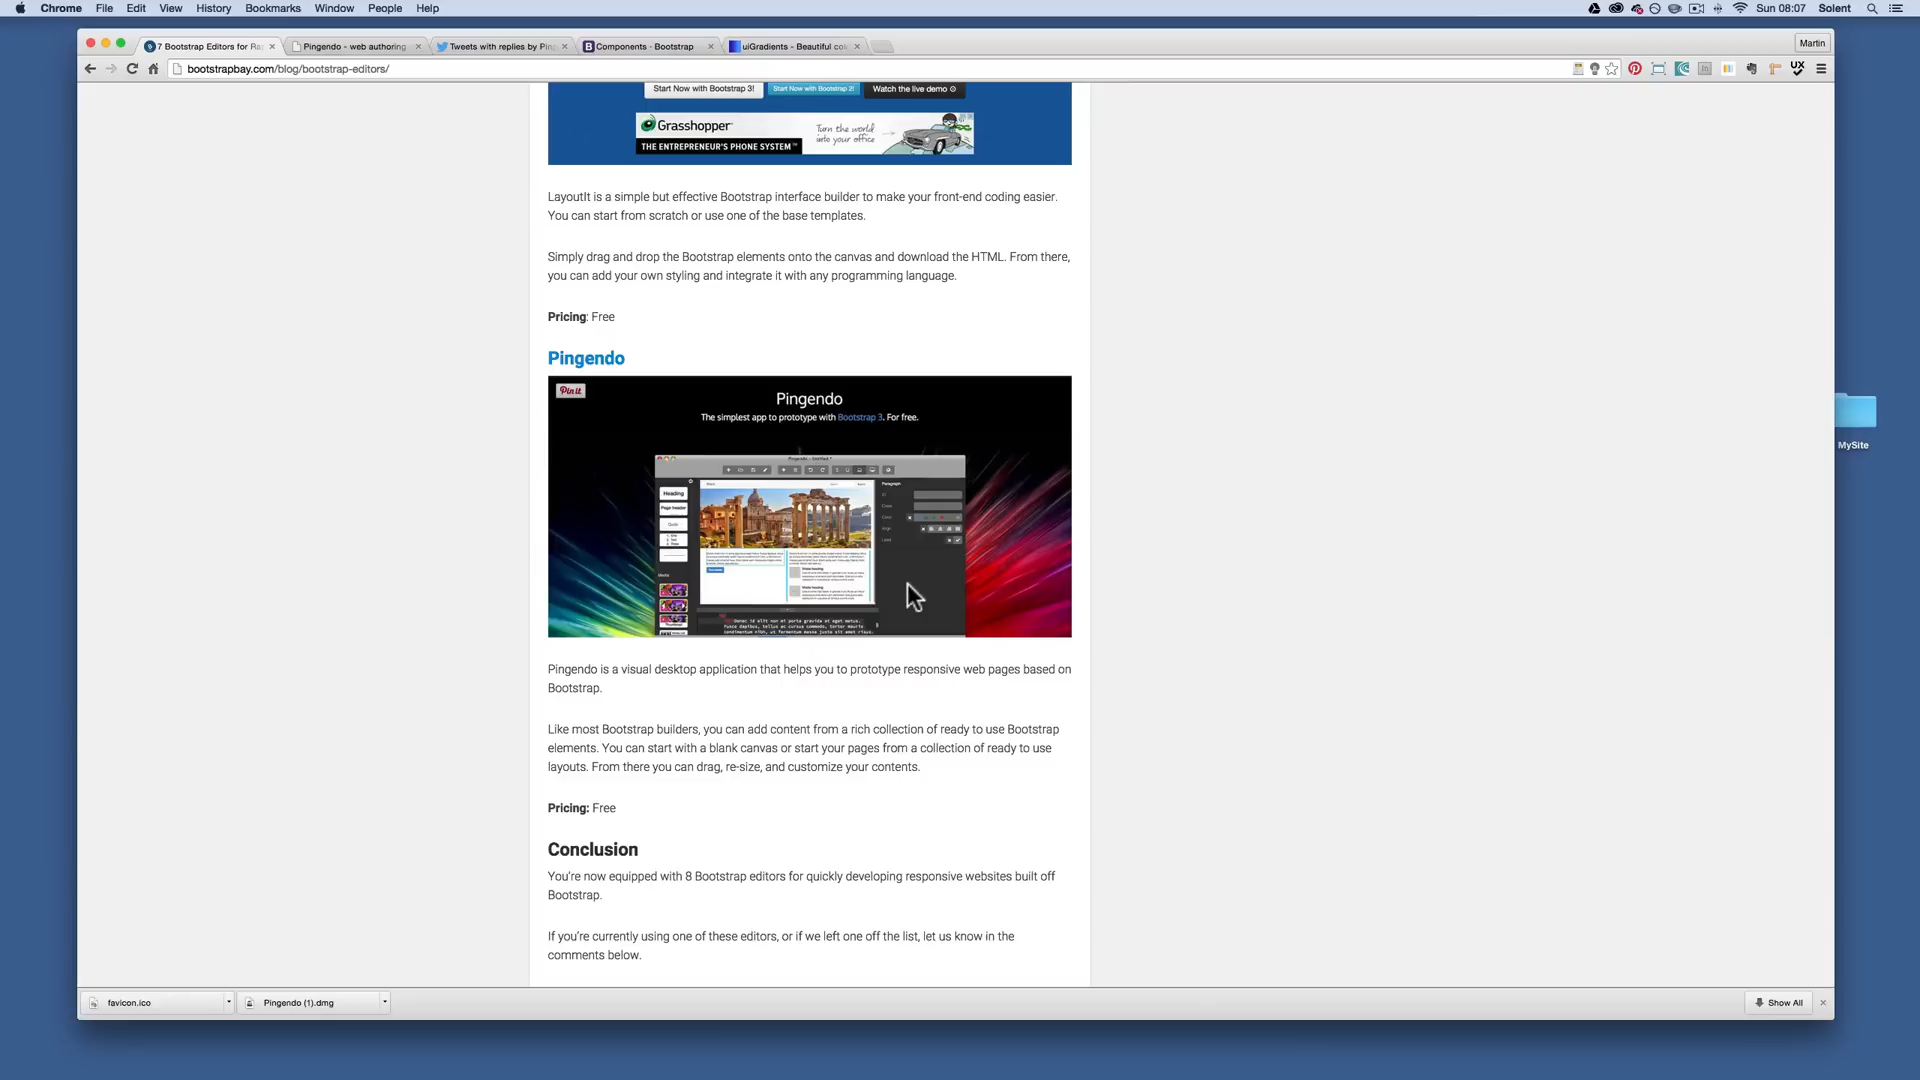 Chrome File Edit View History Bookmarks Window People Help
Sun 08:07 Solent
7 Bootstrap Editors for Ra
Pingendo - web authoring
Tweets with replies by Pin
Components - Bootstrap
uiGradients - Beautiful co
Martin
bootstrapbay.com/blog/bootstrap-editors/
UX
Start Now with Bootstrap 3!
Start Now with Bootstrap 2!
Watch the live demo
Grasshopper
THE ENTREPRENEUR'S PHONE SYSTEM™
Turn the world
into your office
LayoutIt is a simple but effective Bootstrap interface builder to make your front-end coding easier.
You can start from scratch or use one of the base templates.
Simply drag and drop the Bootstrap elements onto the canvas and download the HTML. From there,
you can add your own styling and integrate it with any programming language.
Pricing: Free
Pingendo
Pin it
Pingendo
The simplest app to prototype with Bootstrap 3. For free.
Heading
Page header
Paragraph
MySite
Pingendo is a visual desktop application that helps you to prototype responsive web pages based on
Bootstrap.
Like most Bootstrap builders, you can add content from a rich collection of ready to use Bootstrap
elements. You can start with a blank canvas or start your pages from a collection of ready to use
layouts. From there you can drag, re-size, and customize your contents.
Pricing: Free
Conclusion
You're now equipped with 8 Bootstrap editors for quickly developing responsive websites built off
Bootstrap.
If you're currently using one of these editors, or if we left one off the list, let us know in the
comments below.
favicon.ico
Pingendo (1).dmg
Show All